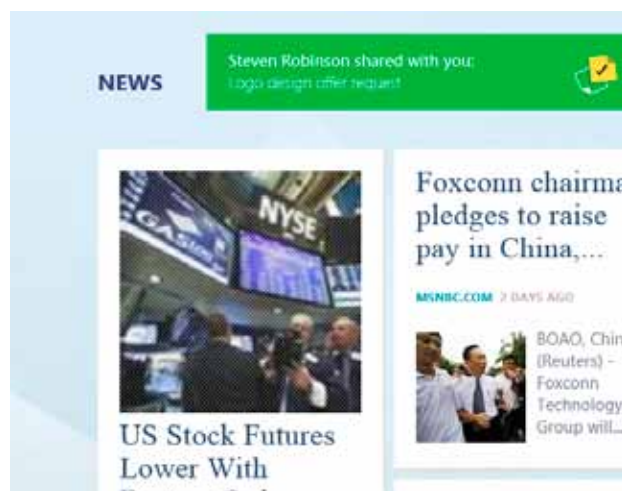 NEWS
Steven Robinson shared with you:
Logo design offer request
NYSE
US Stock Futures
Lower With
Foxconn chairma
pledges to raise
pay in China,...
MSNBC.COM 2 DAYS AGO
BOAO, Chin
(Reuters) –
Foxconn
Technology
Group will...